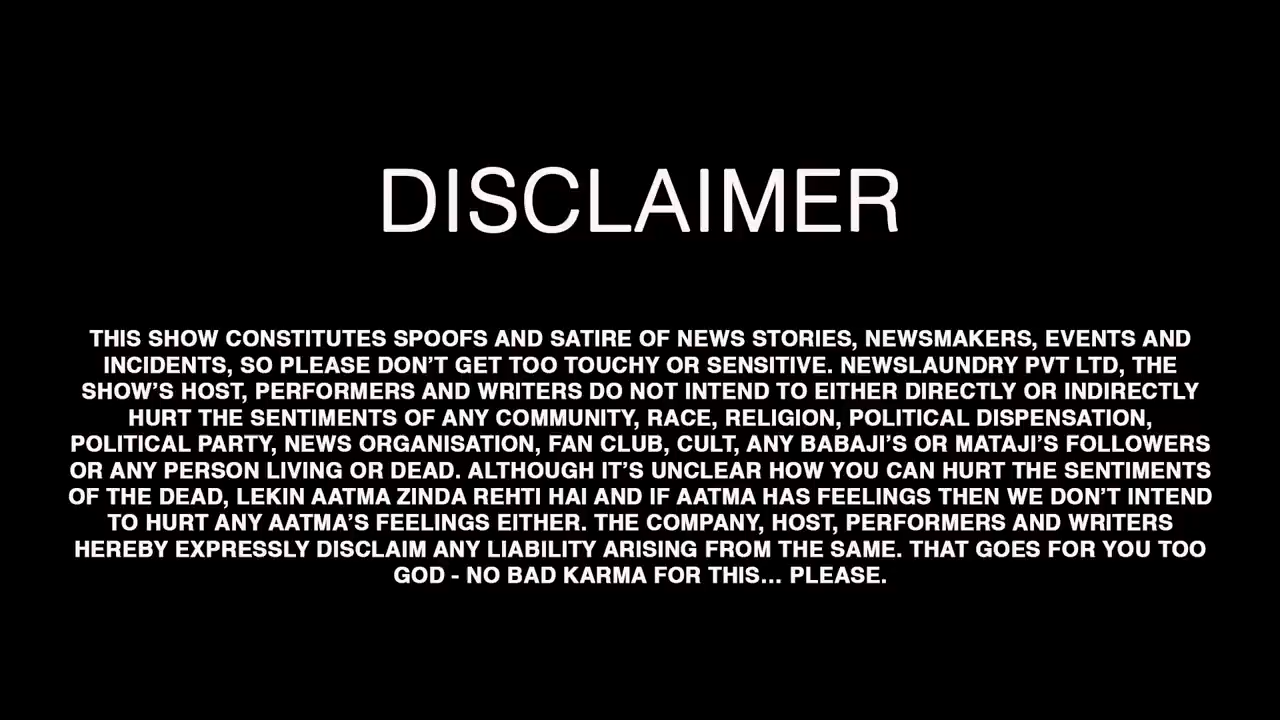 DISCLAIMER
THIS SHOW CONSTITUTES SPOOFS AND SATIRE OF NEWS STORIES, NEWSMAKERS, EVENTS AND
INCIDENTS, SO PLEASE DON’T GET TOO TOUCHY OR SENSITIVE. NEWSLAUNDRY PVT LTD, THE
SHOW’S HOST, PERFORMERS AND WRITERS DO NOT INTEND TO EITHER DIRECTLY OR INDIRECTLY
HURT THE SENTIMENTS OF ANY COMMUNITY, RACE, RELIGION, POLITICAL DISPENSATION,
POLITICAL PARTY, NEWS ORGANISATION, FAN CLUB, CULT, ANY BABAJI’S OR MATAJI’S FOLLOWERS
OR ANY PERSON LIVING OR DEAD. ALTHOUGH IT’S UNCLEAR HOW YOU CAN HURT THE SENTIMENTS
OF THE DEAD, LEKIN AATMA ZINDA REHTI HAI AND IF AATMA HAS FEELINGS THEN WE DON’T INTEND
TO HURT ANY AATMA’S FEELINGS EITHER. THE COMPANY, HOST, PERFORMERS AND WRITERS
HEREBY EXPRESSLY DISCLAIM ANY LIABILITY ARISING FROM THE SAME. THAT GOES FOR YOU TOO
GOD - NO BAD KARMA FOR THIS... PLEASE.